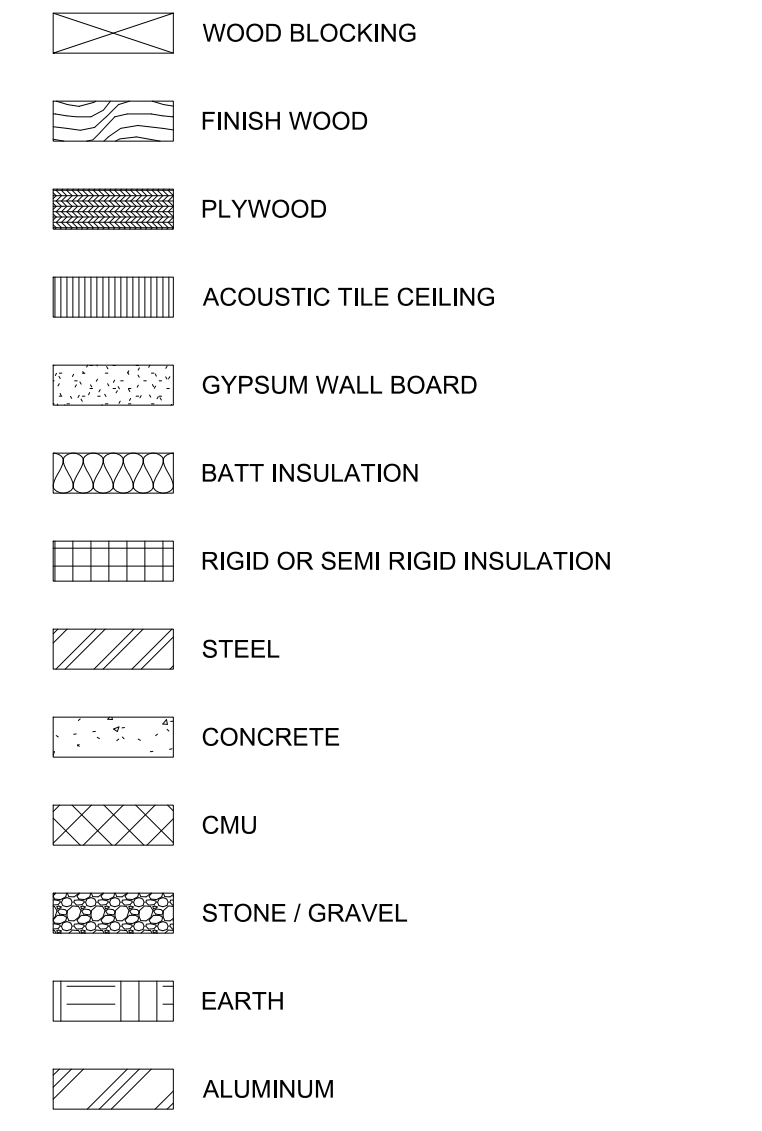 WOOD BLOCKING
FINISH WOOD
PLYWOOD
ACOUSTIC TILE CEILING
GYPSUM WALL BOARD
BATT INSULATION
RIGID OR SEMI RIGID INSULATION
STEEL
CONCRETE
CMU
STONE / GRAVEL
EARTH
ALUMINUM